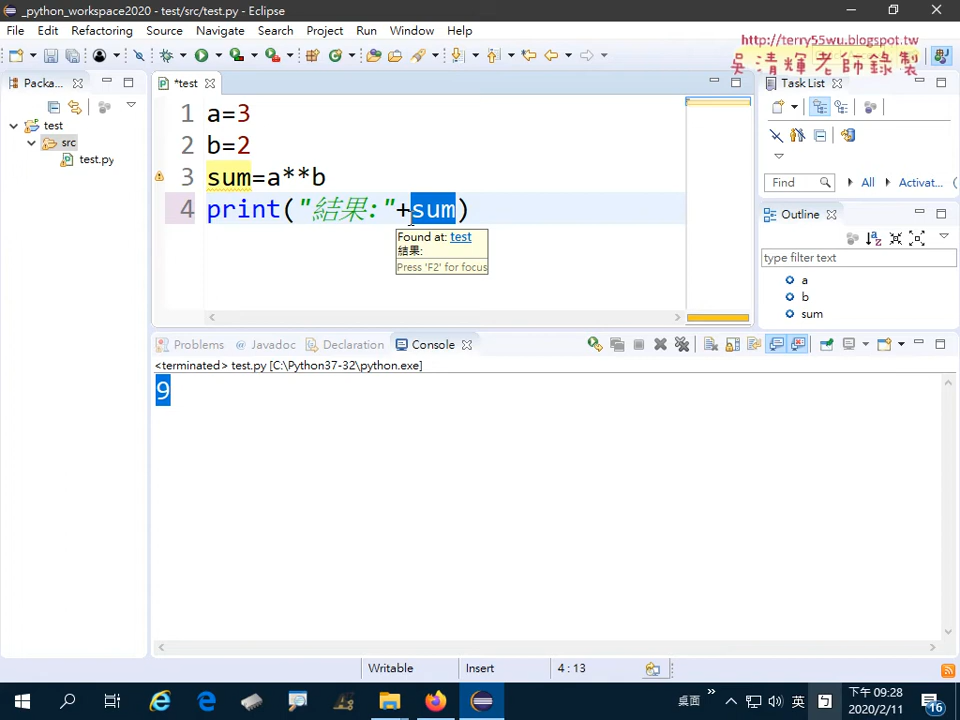 _python_workspace2020 - test/src/test.py - Eclipse
File Edit Refactoring Source Navigate Search Project Run Window Help
http://terry55wu.blogspot.tw
吳清輝老師錄製
Packa...
*test
Task List
test
src
test.py
1 a=3
2 b=2
3 sum=a**b
4 print("結果:"+sum)
Found at: test
結果:
Press 'F2' for focus
Find All Activat...
Outline
type filter text
a
b
sum
Problems @ Javadoc Declaration Console
<terminated> test.py [C:\Python37-32\python.exe]
9
Writable Insert 4 : 13
桌面 英 下午 09:28
2020/2/11
16